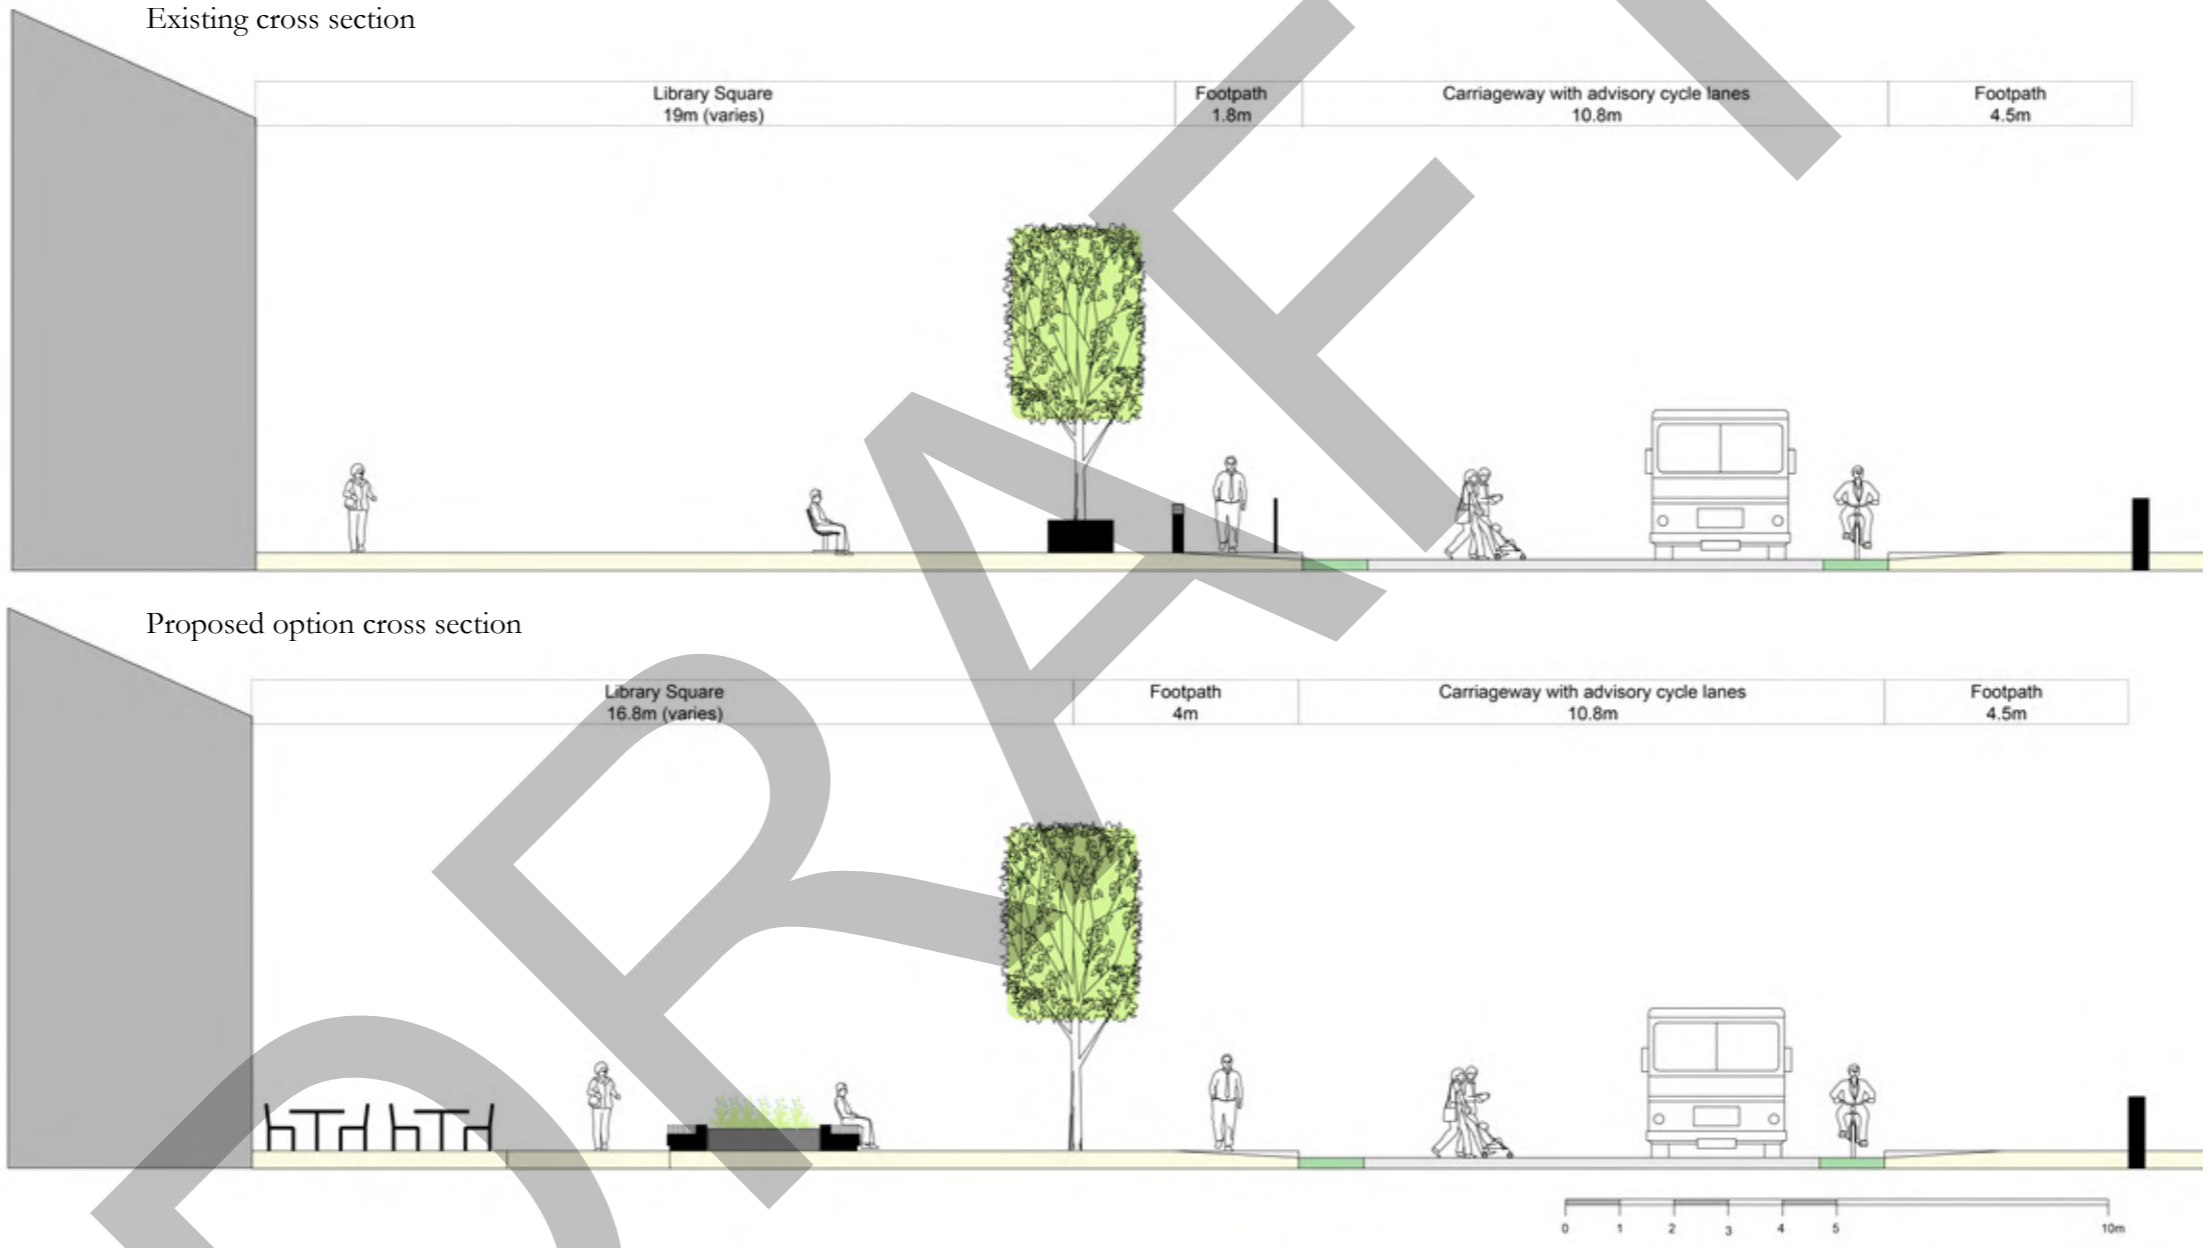 Existing cross section
Library Square
19m (varies)
Footpath
1.8m
Carriageway with advisory cycle lanes
10.8m
Footpath
4.5m
Proposed option cross section
Library Square
16.8m (varies)
Footpath
4m
Carriageway with advisory cycle lanes
10.8m
Footpath
4.5m
0 1 2 3 4 5 10m
DRAFT